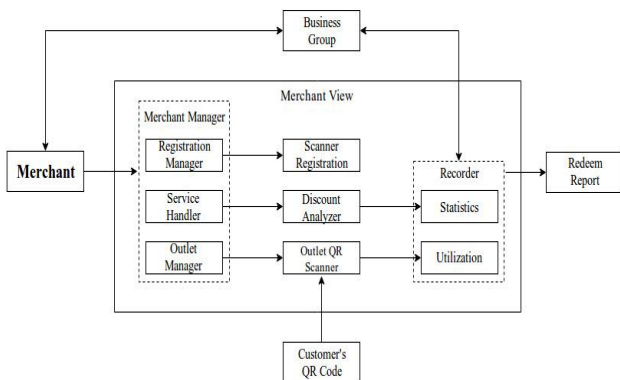 Business
Group
Merchant View
Merchant Manager
Registration
Manager
Scanner
Registration
Merchant
Recorder
Redeem
Report
Service
Handler
Discount
Analyzer
Statistics
Outlet
Manager
Outlet QR
Scanner
Utilization
Customer's
QR Code